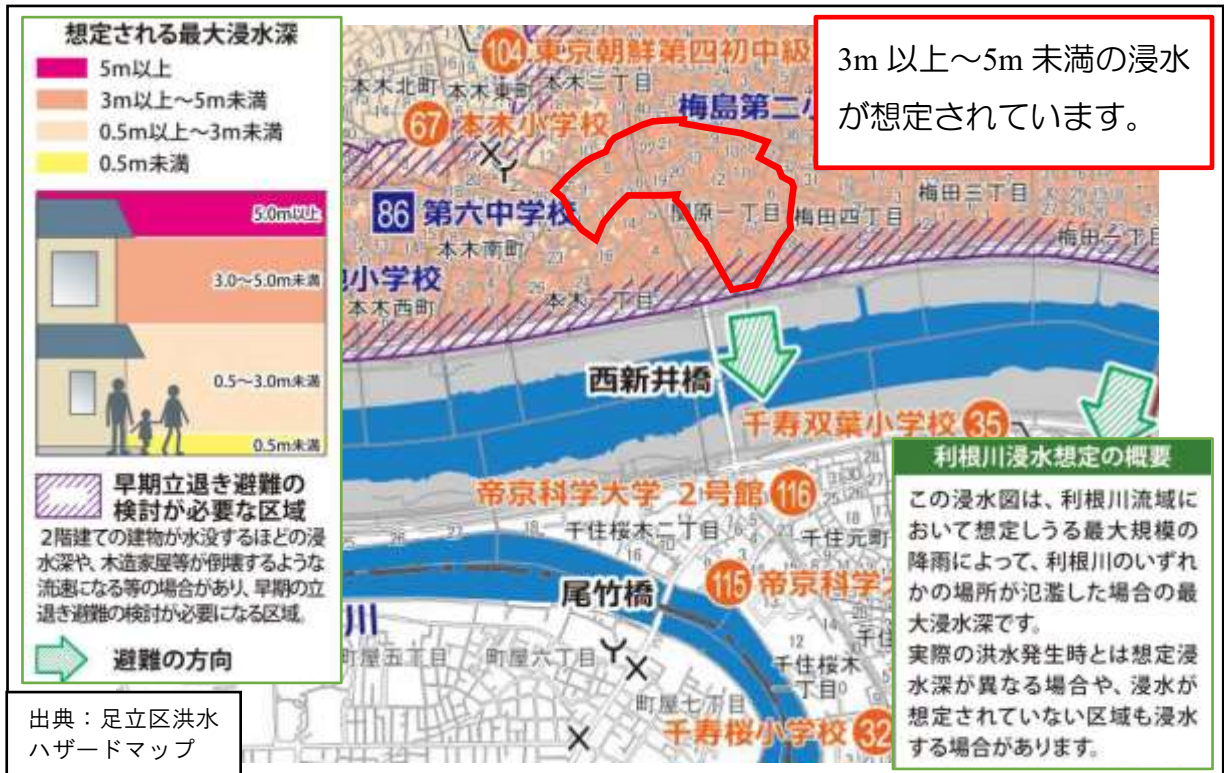 想定される最大浸水深
5m以上
3m以上～5m未満
0.5m以上～3m未満
0.5m未満
5.0m以上
3.0～5.0m未満
0.5～3.0m未満
0.5m未満
早期立退き避難の
検討が必要な区域
2階建ての建物が水没するほどの浸
水深や、木造家屋等が倒壊するような
流速になる等の場合があり、早期の立
退き避難の検討が必要になる区域。
避難の方向
出典：足立区洪水
ハザードマップ
3m 以上～5m 未満の浸水
が想定されています。
104 東京朝鮮第四初中級
本木北町 本木東町 本木二丁目
梅島第二小
67 本木小学校
86 第六中学校
関原一丁目
梅田四丁目
梅田三丁目
本木南町
小学校
本木西町
本木一丁目
西新井橋
千寿双葉小学校 35
帝京科学大学 2号館 116
千住桜木二丁目
千住元町
115 帝京科学
尾竹橋
川
町屋五丁目
町屋六丁目
千住桜木
一丁目
町屋七丁目
千寿桜小学校 32
利根川浸水想定の概要
この浸水図は、利根川流域に
おいて想定しうる最大規模の
降雨によって、利根川のいずれ
かの場所が氾濫した場合の最
大浸水深です。
実際の洪水発生時とは想定浸
水深が異なる場合や、浸水が
想定されていない区域も浸水
する場合があります。